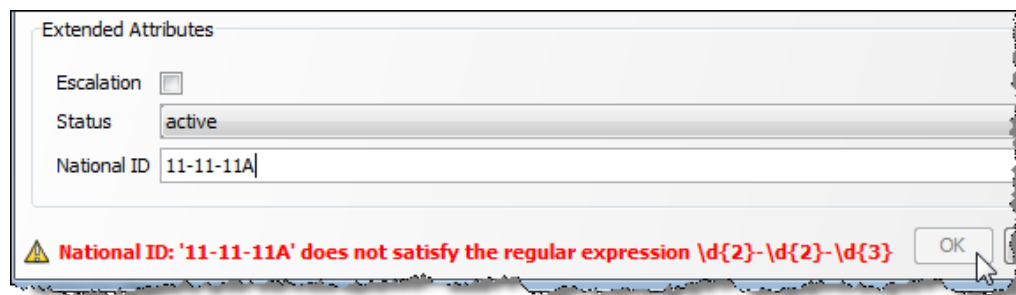 Extended Attributes
Escalation
Status active
National ID 11-11-11A
National ID: '11-11-11A' does not satisfy the regular expression \d{2}-\d{2}-\d{3}
OK